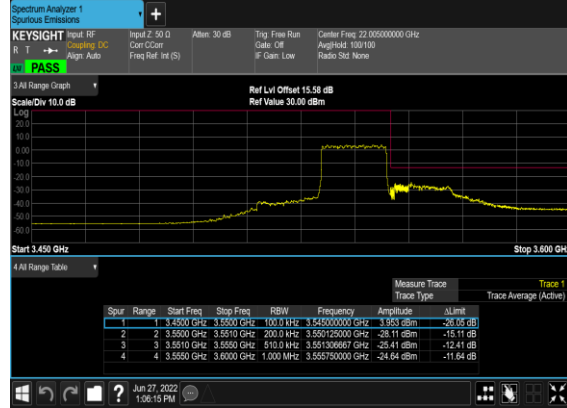 Spectrum Analyzer 1
Spurious Emissions
+
KEYSIGHT Input: RF Input Z: 50 Ω Atten: 30 dB Trig: Free Run Center Freq: 22.005000000 GHz
R T Coupling: DC Corr CCorr Gate: Off Avg|Hold: 100/100
Align: Auto Freq Ref: Int (S) IF Gain: Low Radio Std: None
PASS
3 All Range Graph
Ref Lvl Offset 15.58 dB
Scale/Div 10.0 dB Ref Value 30.00 dBm
Log
20.0
10.0
0.00
-10.0
-20.0
-30.0
-40.0
-50.0
-60.0
Start 3.450 GHz Stop 3.600 GH
4 All Range Table
Measure Trace Trace 1
Trace Type Trace Average (Active)
Spur Range Start Freq Stop Freq RBW Frequency Amplitude ΔLimit
1 1 3.4500 GHz 3.5500 GHz 100.0 kHz 3.545000000 GHz 3.953 dBm -26.05 dB
2 2 3.5500 GHz 3.5510 GHz 200.0 kHz 3.550125000 GHz -28.11 dBm -15.11 dB
3 3 3.5510 GHz 3.5550 GHz 510.0 kHz 3.551306667 GHz -25.41 dBm -12.41 dB
4 4 3.5550 GHz 3.6000 GHz 1.000 MHz 3.555750000 GHz -24.64 dBm -11.64 dB
? Jun 27, 2022
1:06:15 PM